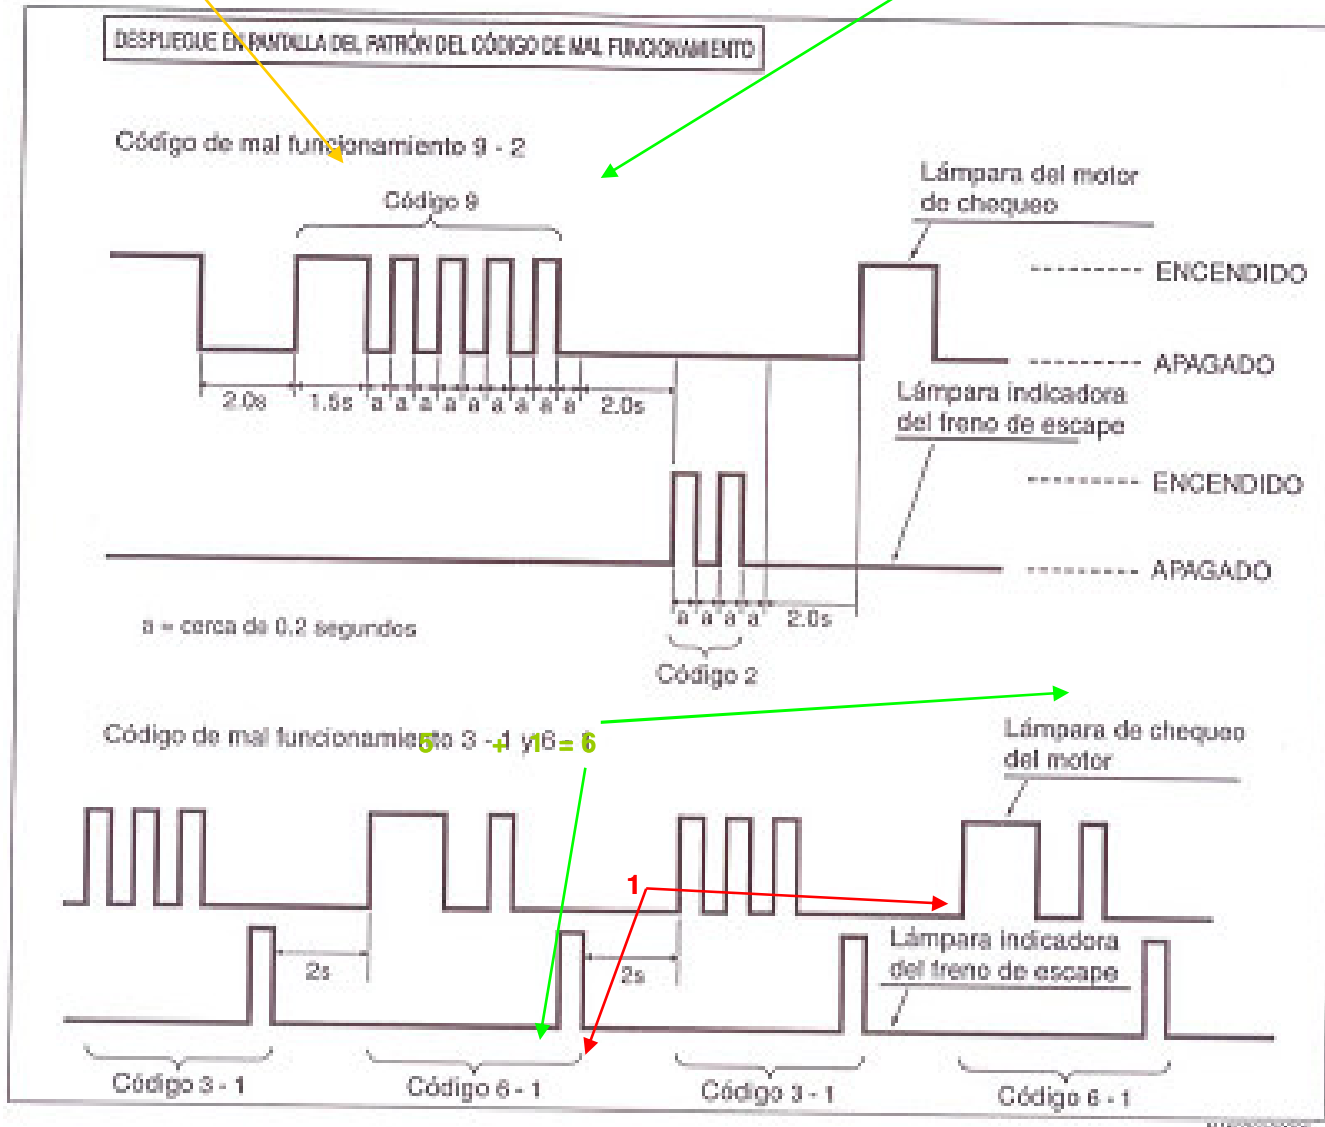 DESPLIEGUE EN PANTALLA DEL PATRÓN DEL CÓDIGO DE MAL FUNCIONAMIENTO
Código de mal funcionamiento 9 - 2
Código 9
Lámpara del motor
de chequeo
ENCENDIDO
APAGADO
2.0s 1.5s a a a a a a a a a 2.0s
Lámpara indicadora
del freno de escape
ENCENDIDO
APAGADO
a a a a 2.0s
a = cerca de 0.2 segundos
Código 2
Código de mal funcionamiento 3 - 1 y 6 - 1
5 + 1 = 6
Lámpara de chequeo
del motor
1
2s
2s
Lámpara indicadora
del freno de escape
Código 3 - 1
Código 6 - 1
Código 3 - 1
Código 6 - 1